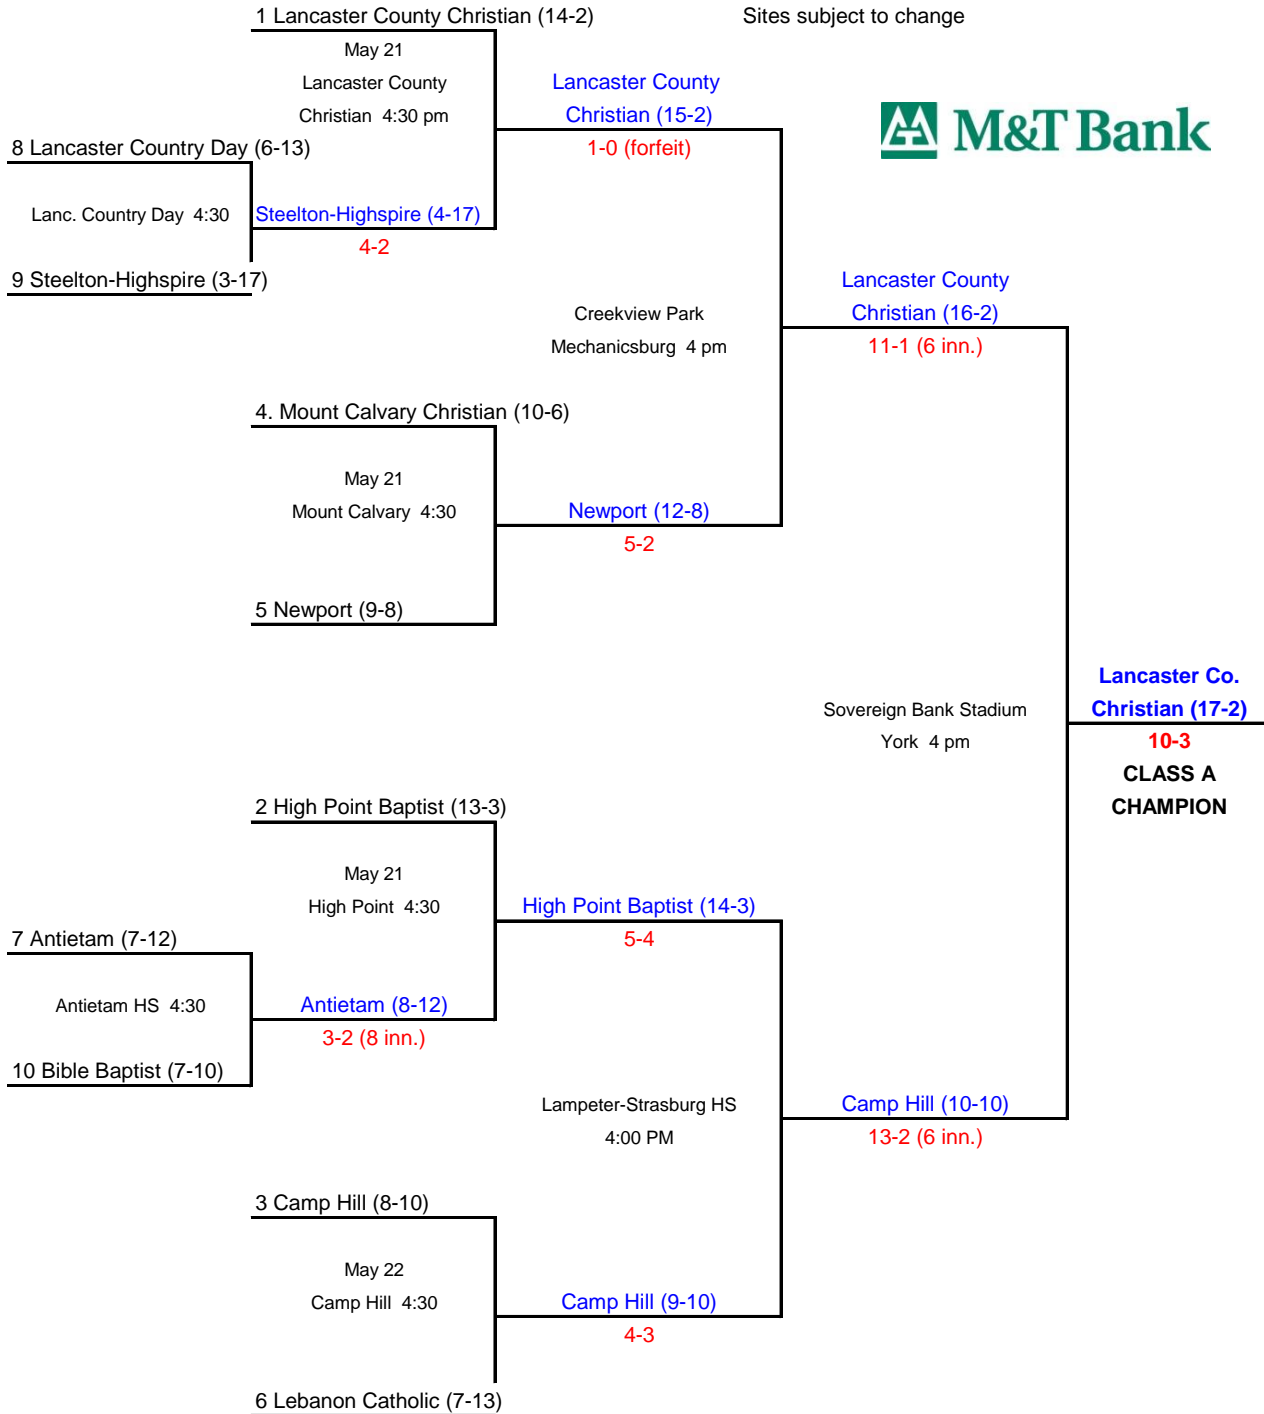 1 Lancaster County Christian (14-2)
Sites subject to change
May 21
Lancaster County
Christian 4:30 pm
Lancaster County
Christian (15-2)
1-0 (forfeit)
M&T Bank
8 Lancaster Country Day (6-13)
Lanc. Country Day 4:30
Steelton-Highspire (4-17)
4-2
9 Steelton-Highspire (3-17)
Creekview Park
Mechanicsburg 4 pm
Lancaster County
Christian (16-2)
11-1 (6 inn.)
4. Mount Calvary Christian (10-6)
May 21
Mount Calvary 4:30
Newport (12-8)
5-2
5 Newport (9-8)
Sovereign Bank Stadium
York 4 pm
Lancaster Co.
Christian (17-2)
10-3
CLASS A
CHAMPION
2 High Point Baptist (13-3)
May 21
High Point 4:30
High Point Baptist (14-3)
5-4
7 Antietam (7-12)
Antietam HS 4:30
Antietam (8-12)
3-2 (8 inn.)
10 Bible Baptist (7-10)
Lampeter-Strasburg HS
4:00 PM
Camp Hill (10-10)
13-2 (6 inn.)
3 Camp Hill (8-10)
May 22
Camp Hill 4:30
Camp Hill (9-10)
4-3
6 Lebanon Catholic (7-13)